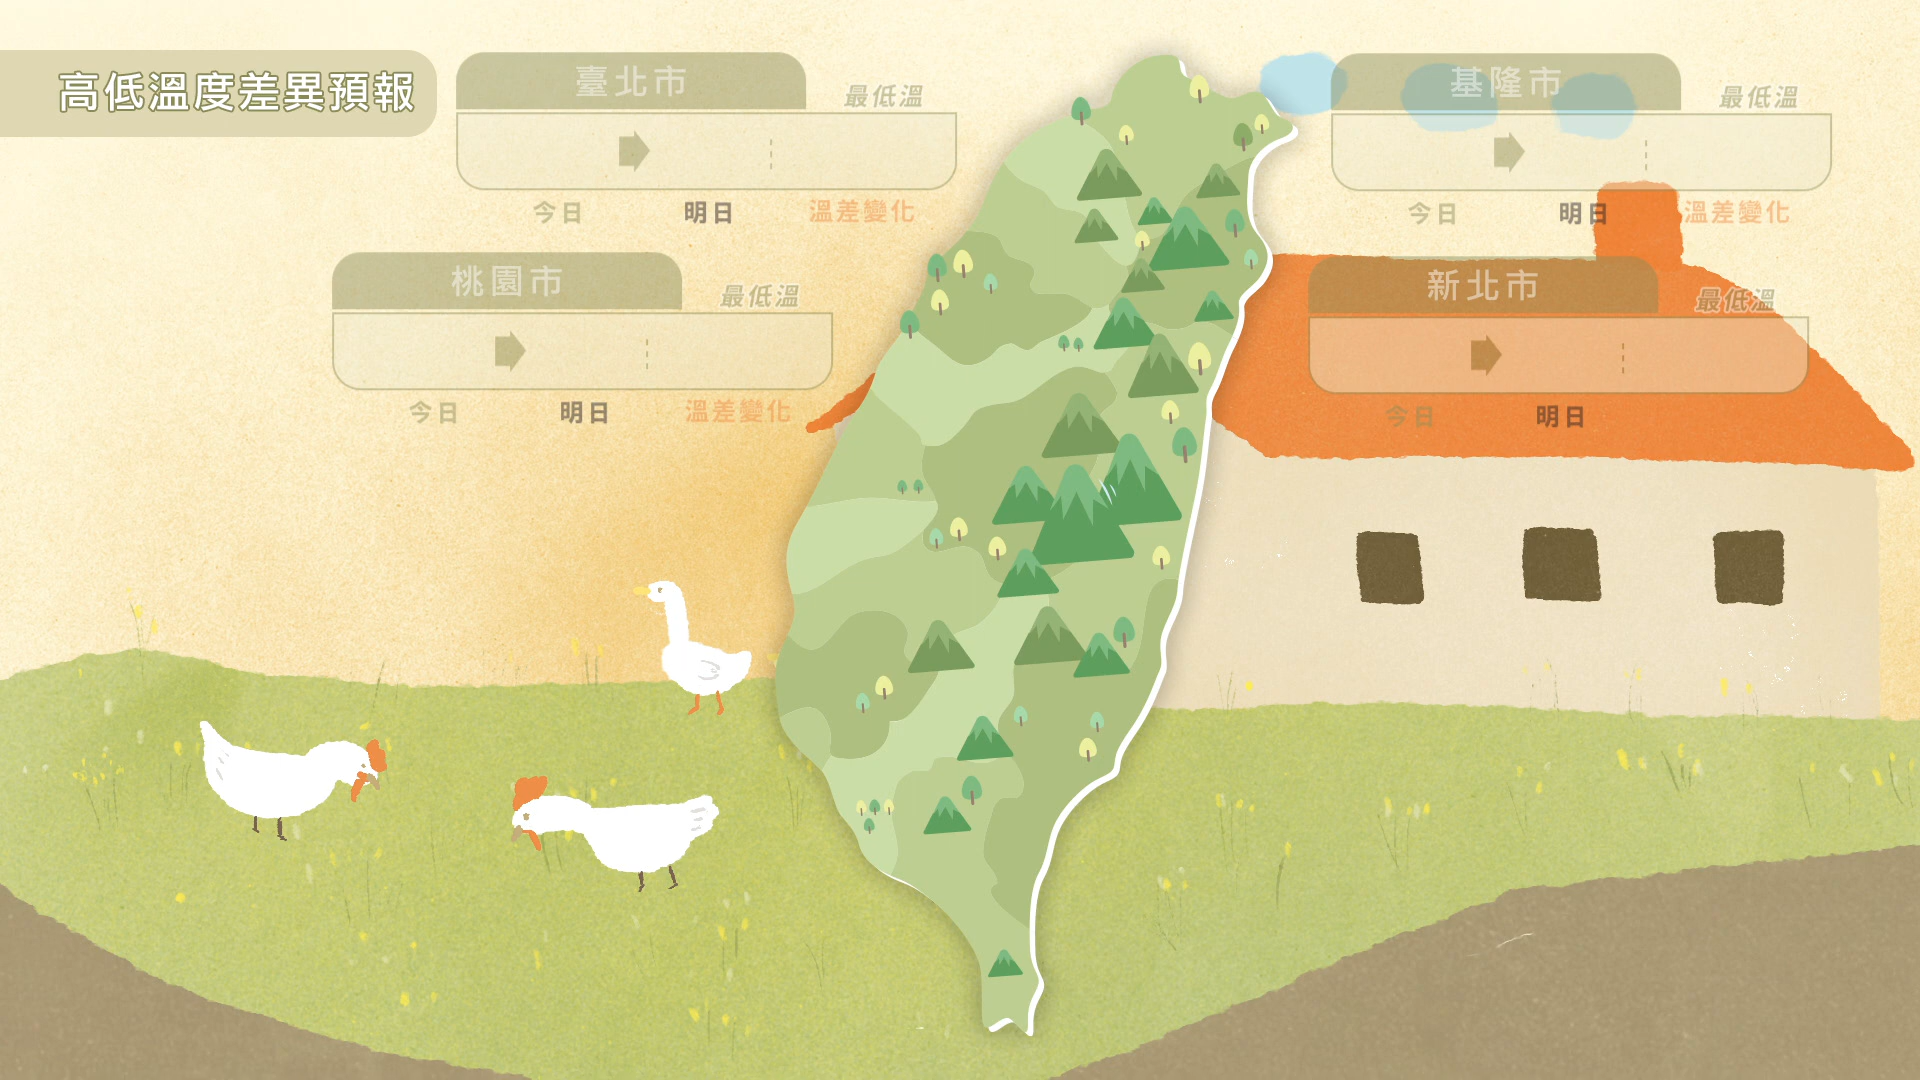 高低溫度差異預報
臺北市
最低溫
今日 明日 溫差變化
基隆市
最低溫
今日 明日 溫差變化
桃園市
最低溫
今日 明日 溫差變化
新北市
最低溫
今日 明日